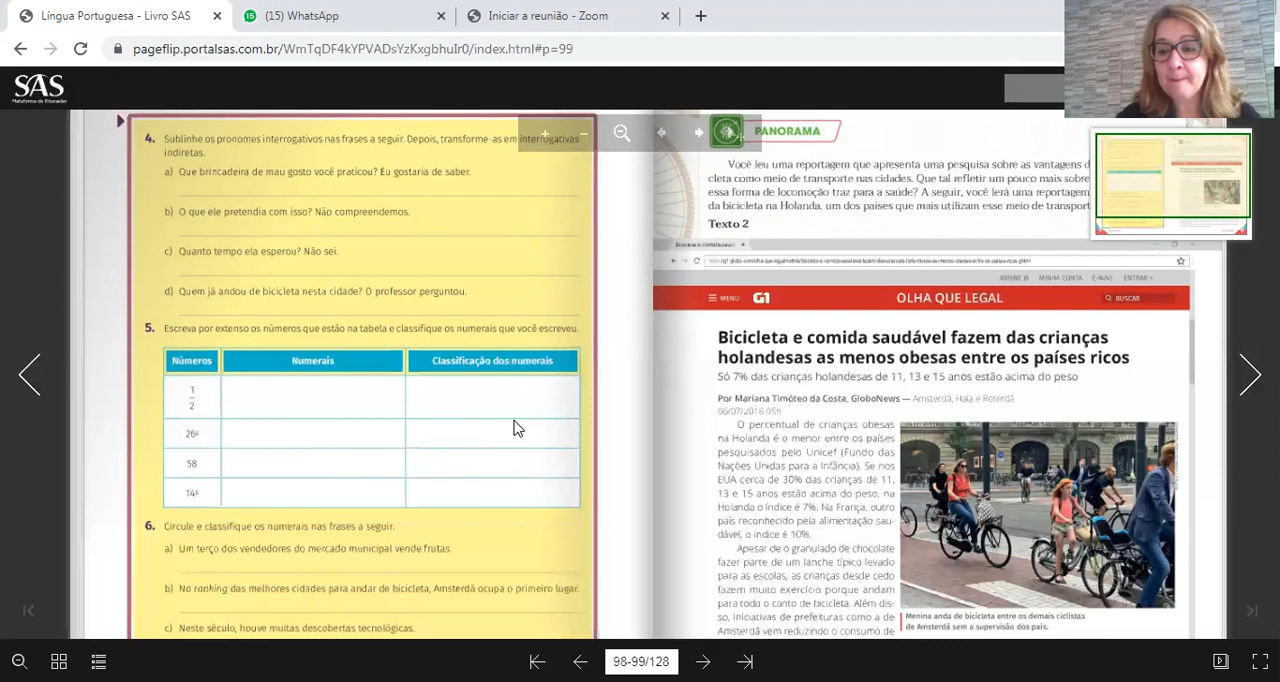 Língua Portuguesa - Livro SAS
(15) WhatsApp
Iniciar a reunião - Zoom
pageflip.portalsas.com.br/WmTqDF4kYPVADsYzKxgbhuIr0/index.html#p=99
SAS
Plataforma de Educação
4. Sublinhe os pronomes interrogativos nas frases a seguir. Depois, transforme-as em interrogativas
indiretas.
a) Que brincadeira de mau gosto você praticou? Eu gostaria de saber.
b) O que ele pretendia com isso? Não compreendemos.
c) Quanto tempo ela esperou? Não sei.
d) Quem já andou de bicicleta nesta cidade? O professor perguntou.
5. Escreva por extenso os números que estão na tabela e classifique os numerais que você escreveu.
Números Numerais Classificação dos numerais
1
2
26º
58
14º
6. Circule e classifique os numerais nas frases a seguir.
a) Um terço dos vendedores do mercado municipal vende frutas.
b) No ranking das melhores cidades para andar de bicicleta, Amsterdã ocupa o primeiro lugar.
c) Neste século, houve muitas descobertas tecnológicas.
PANORAMA
Você leu uma reportagem que apresenta uma pesquisa sobre as vantagens d
cleta como meio de transporte nas cidades. Que tal refletir um pouco mais sobre
essa forma de locomoção traz para a saúde? A seguir, você lerá uma reportagem
da bicicleta na Holanda, um dos países que mais utilizam esse meio de transport
Texto 2
ASSINE JÁ MINHA CONTA E-MAIL ENTRAR >
MENU G1 OLHA QUE LEGAL BUSCAR
Bicicleta e comida saudável fazem das crianças
holandesas as menos obesas entre os países ricos
Só 7% das crianças holandesas de 11, 13 e 15 anos estão acima do peso
Por Mariana Timóteo da Costa, GloboNews — Amsterdã, Haia e Roterdã
06/07/2018 05h
O percentual de crianças obesas
na Holanda é o menor entre os países
pesquisados pelo Unicef (Fundo das
Nações Unidas para a Infância). Se nos
EUA cerca de 30% das crianças de 11,
13 e 15 anos estão acima do peso, na
Holanda o índice é 7%. Na França, outro
país reconhecido pela alimentação sau-
dável, o índice é 10%.
Apesar de o granulado de chocolate
fazer parte de um lanche típico levado
para as escolas, as crianças desde cedo
fazem muito exercício porque andam
para todo o canto de bicicleta. Além dis-
so, iniciativas de prefeituras como a de
Amsterdã vem reduzindo o consumo de
Menina anda de bicicleta entre os demais ciclistas
de Amsterdã sem a supervisão dos pais.
98-99/128